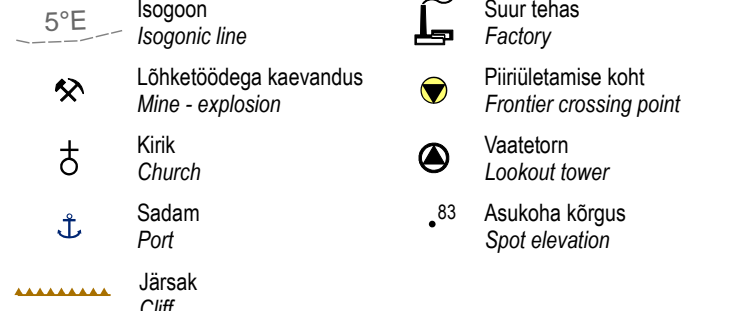 5°E
Isogoon
Isogonic line
Lõhketöödega kaevandus
Mine - explosion
Kirik
Church
Sadam
Port
Järsak
Cliff
Suur tehas
Factory
Piiriületamise koht
Frontier crossing point
Vaatetorn
Lookout tower
83
Asukoha kõrgus
Spot elevation